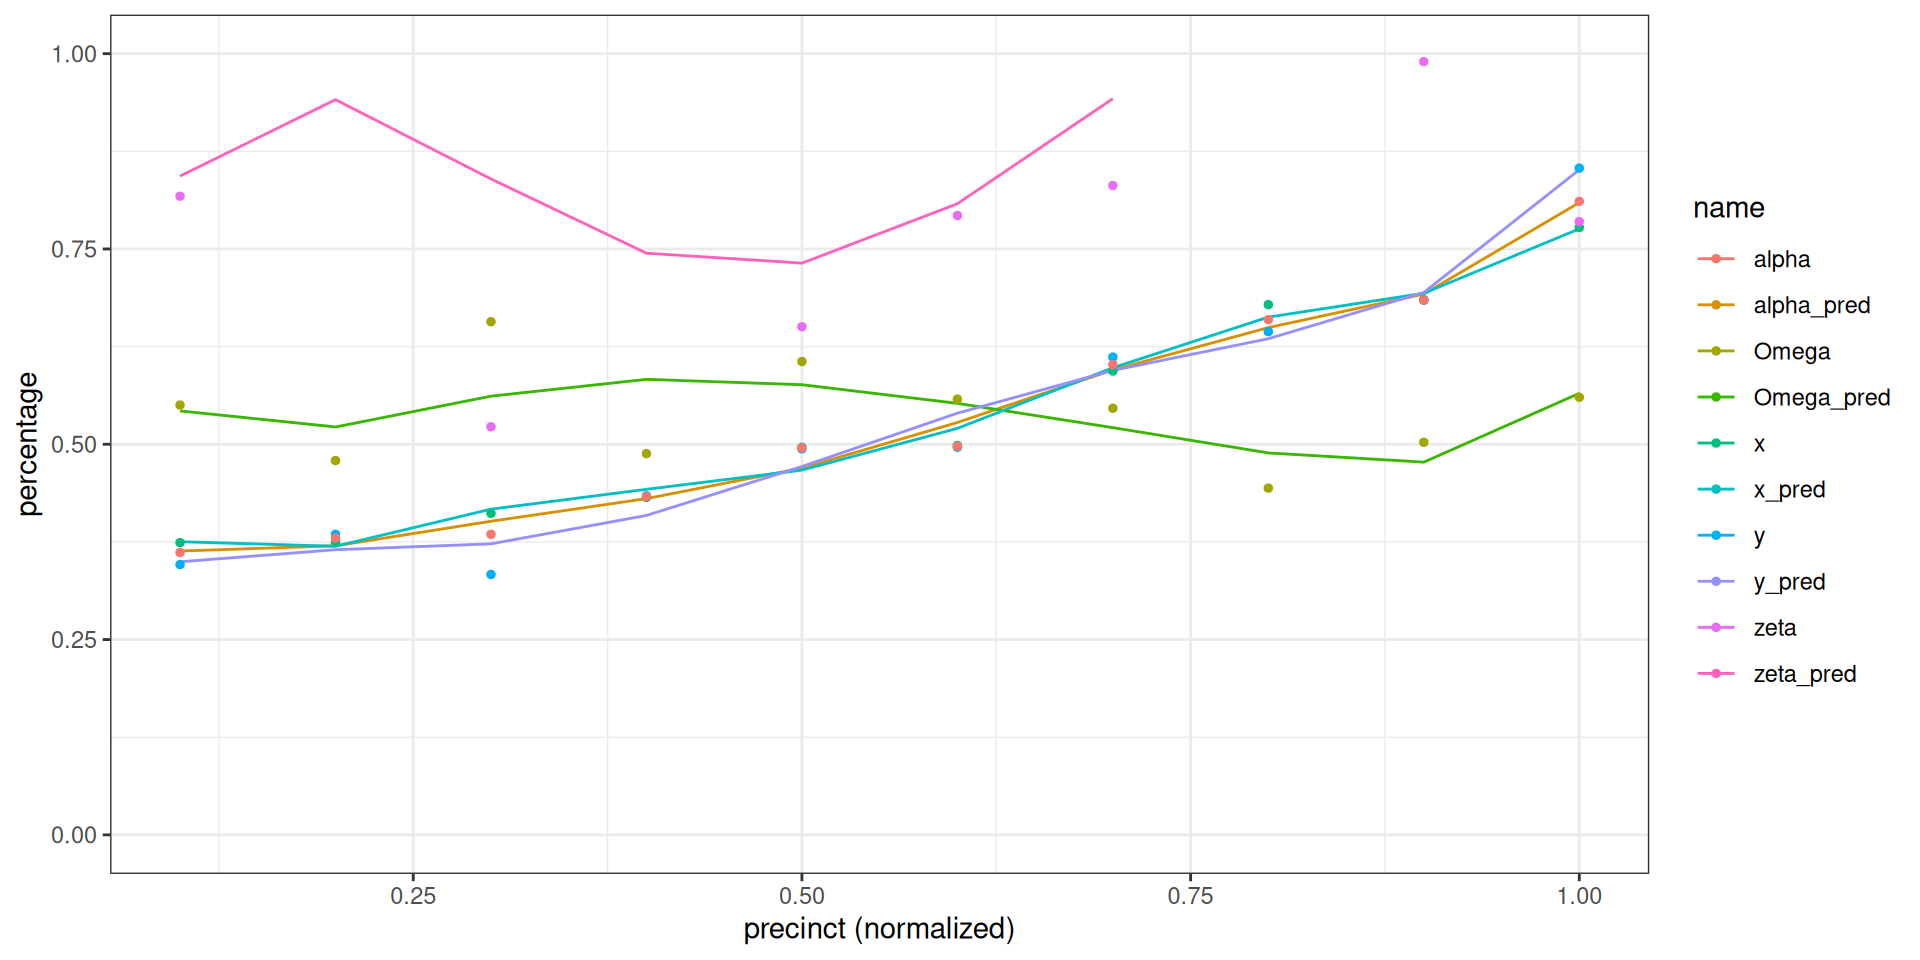 1.00
0.75
0.50
0.25
0.00
percentage
0.25 0.50 0.75 1.00
precinct (normalized)
name
alpha
alpha_pred
Omega
Omega_pred
x
x_pred
y
y_pred
zeta
zeta_pred